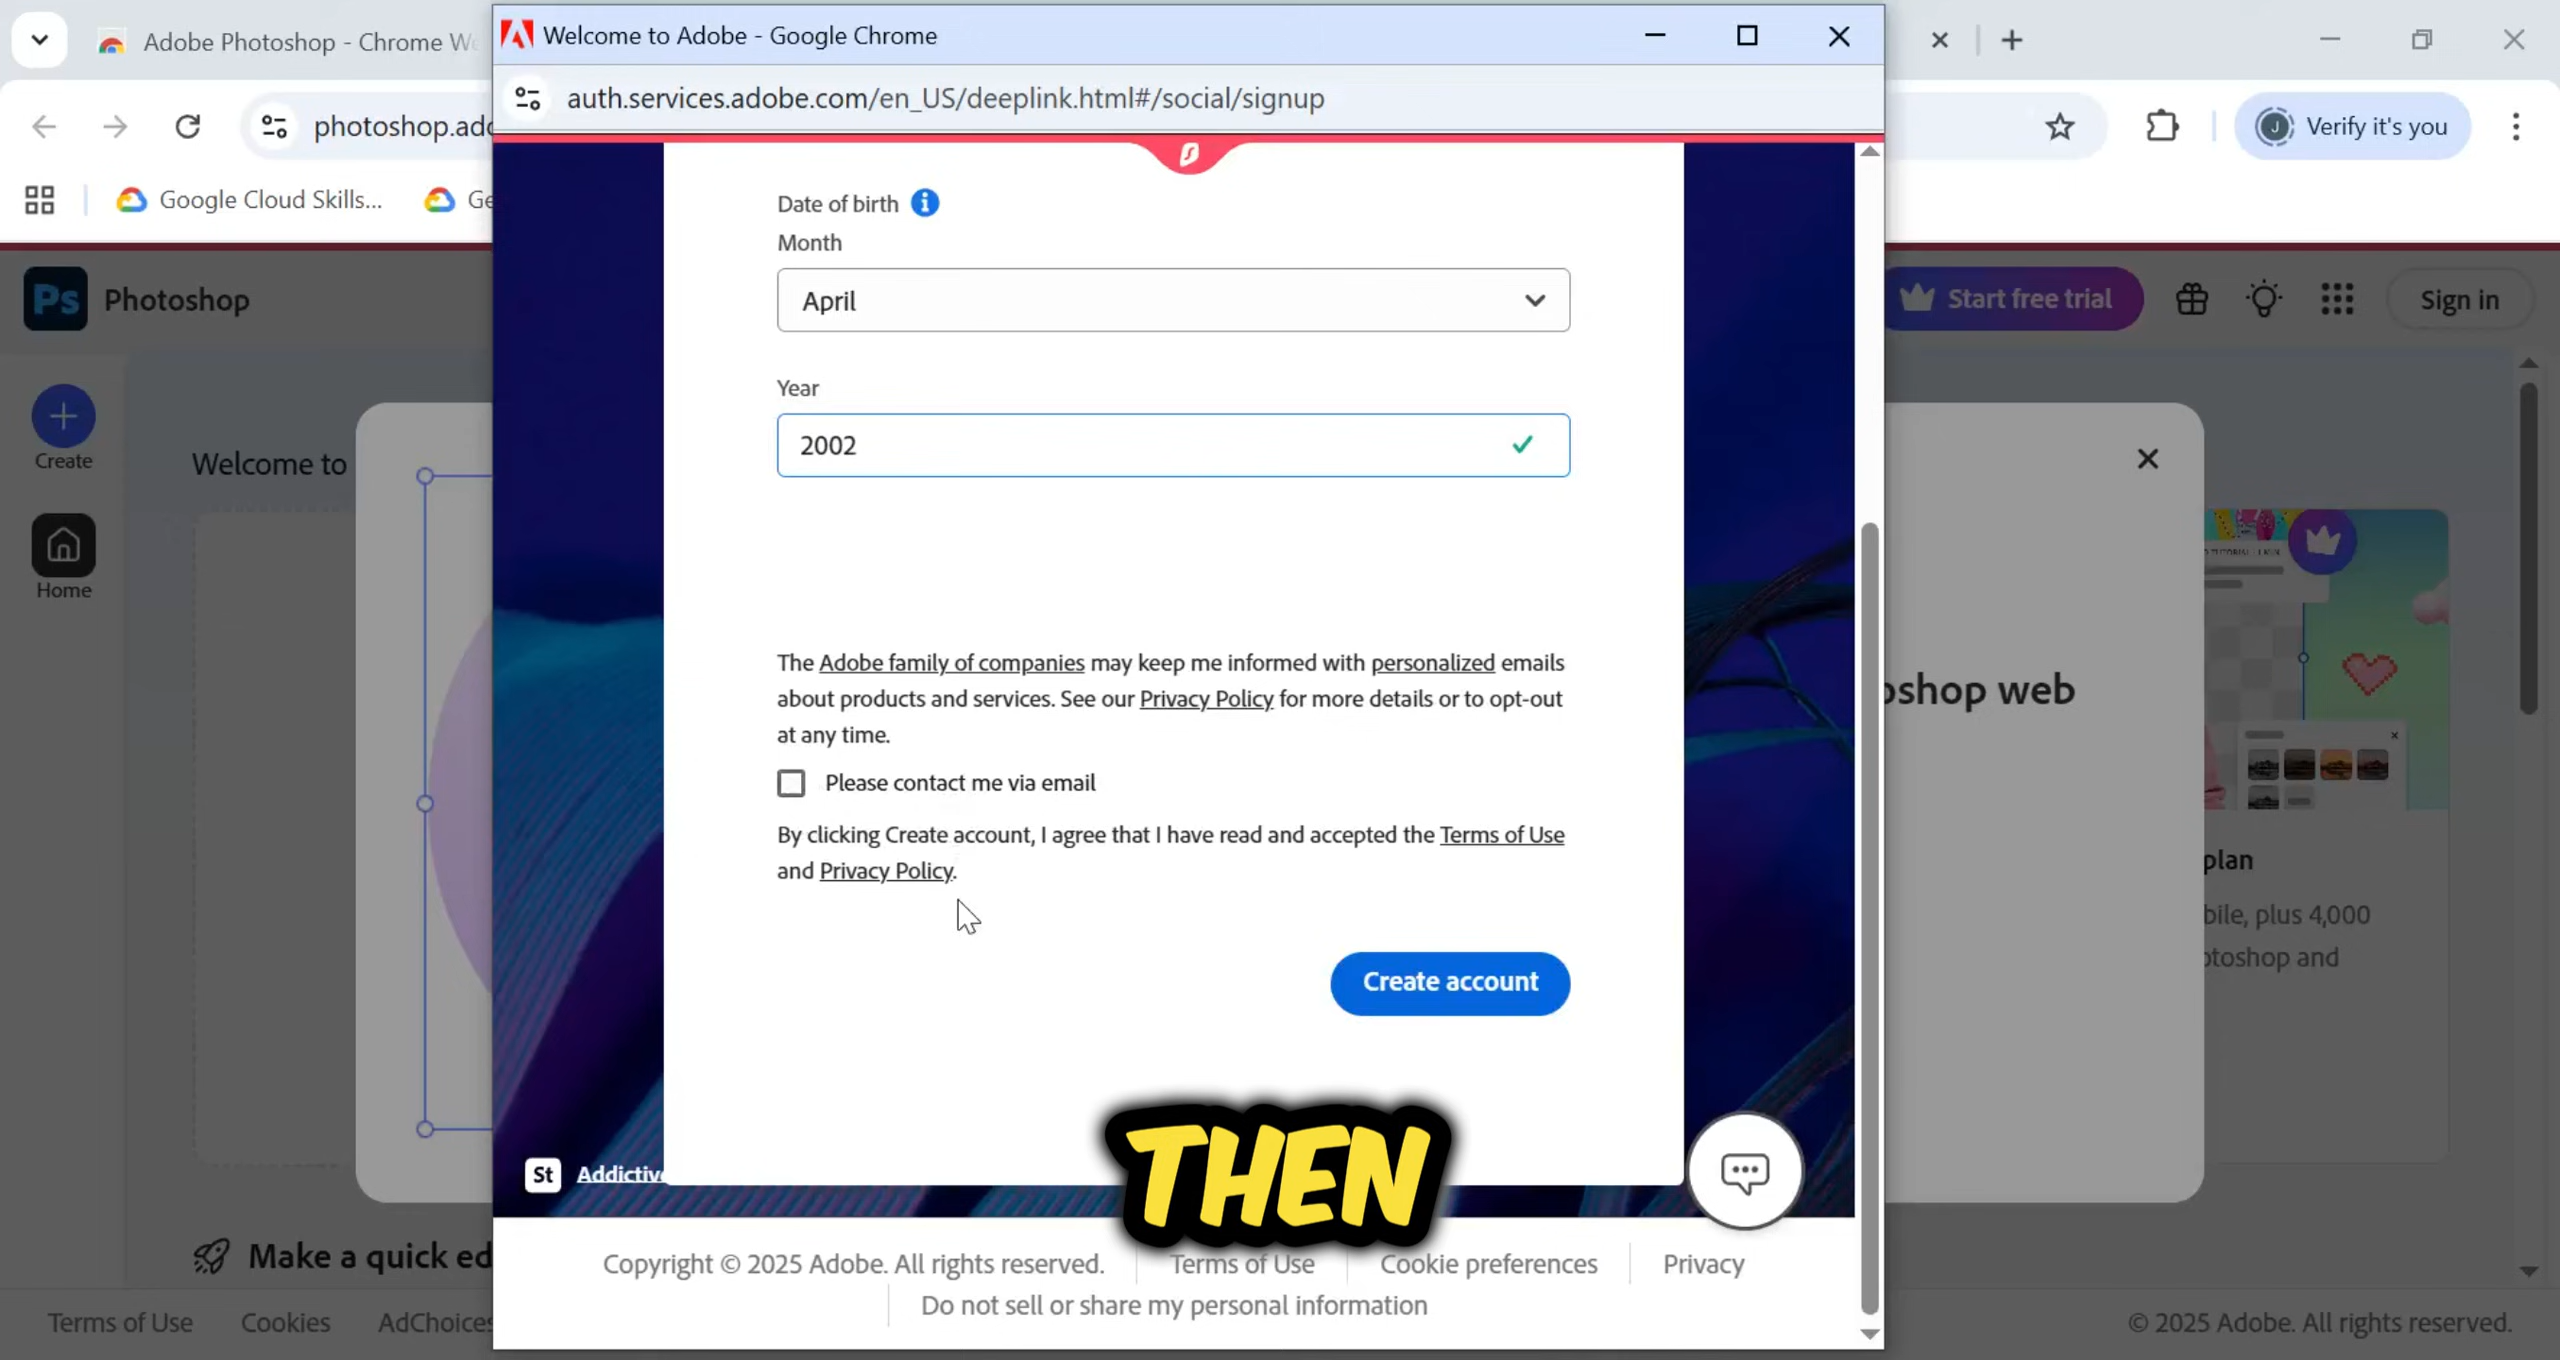 Adobe Photoshop - Chrome We
Welcome to Adobe - Google Chrome
auth.services.adobe.com/en_US/deeplink.html#/social/signup
photoshop.ado
J
Verify it's you
Google Cloud Skills...
Ge
Ps
Photoshop
Start free trial
Sign in
Create
Home
Welcome to
Date of birth
Month
April
Year
2002
The Adobe family of companies may keep me informed with personalized emails
about products and services. See our Privacy Policy for more details or to opt-out
at any time.
Please contact me via email
By clicking Create account, I agree that I have read and accepted the Terms of Use
and Privacy Policy.
Create account
oshop web
plan
bile, plus 4,000
otoshop and
THEN
St
Addictive
Make a quick ed
Copyright © 2025 Adobe. All rights reserved.
Terms of Use
Cookie preferences
Privacy
Do not sell or share my personal information
Terms of Use
Cookies
AdChoices
© 2025 Adobe. All rights reserved.